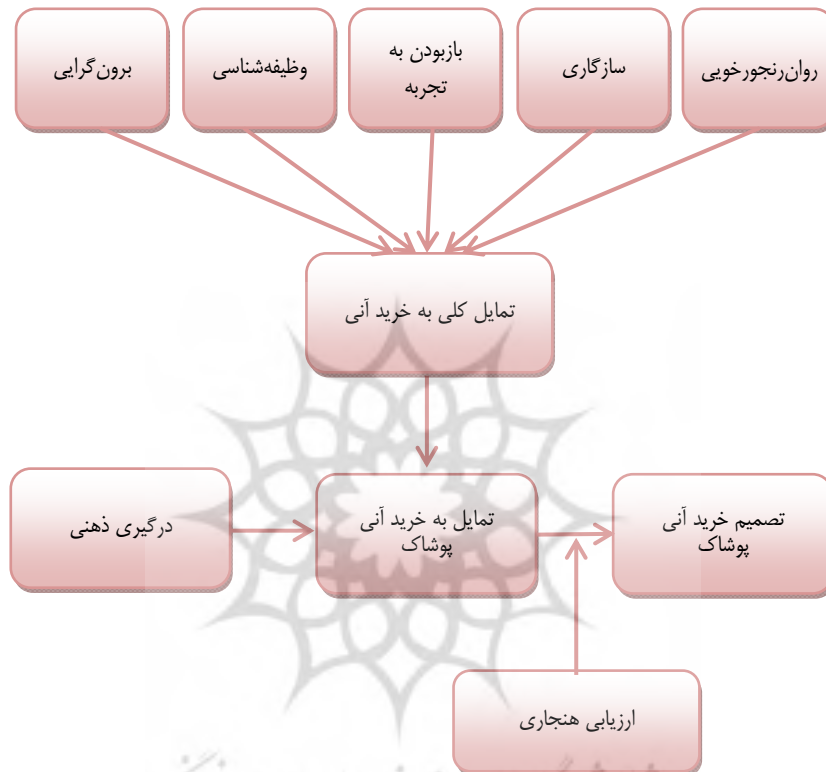 روان‌رنجورخویی
سازگاری
بازبودن به
تجربه
وظیفه‌شناسی
برون‌گرایی
تمایل کلی به خرید آنی
تصمیم خرید آنی
پوشاک
تمایل به خرید آنی
پوشاک
درگیری ذهنی
ارزیابی هنجاری